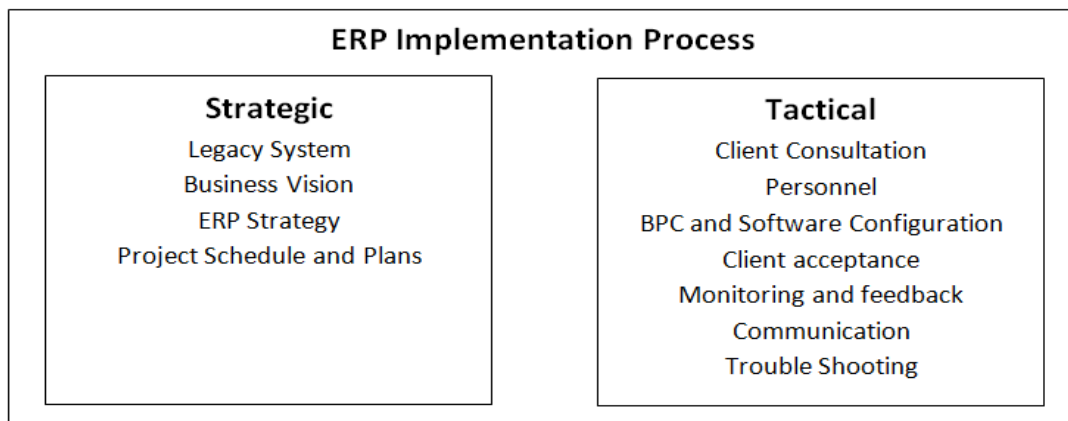 ERP Implementation Process
Strategic
Legacy System
Business Vision
ERP Strategy
Project Schedule and Plans
Tactical
Client Consultation
Personnel
BPC and Software Configuration
Client acceptance
Monitoring and feedback
Communication
Trouble Shooting